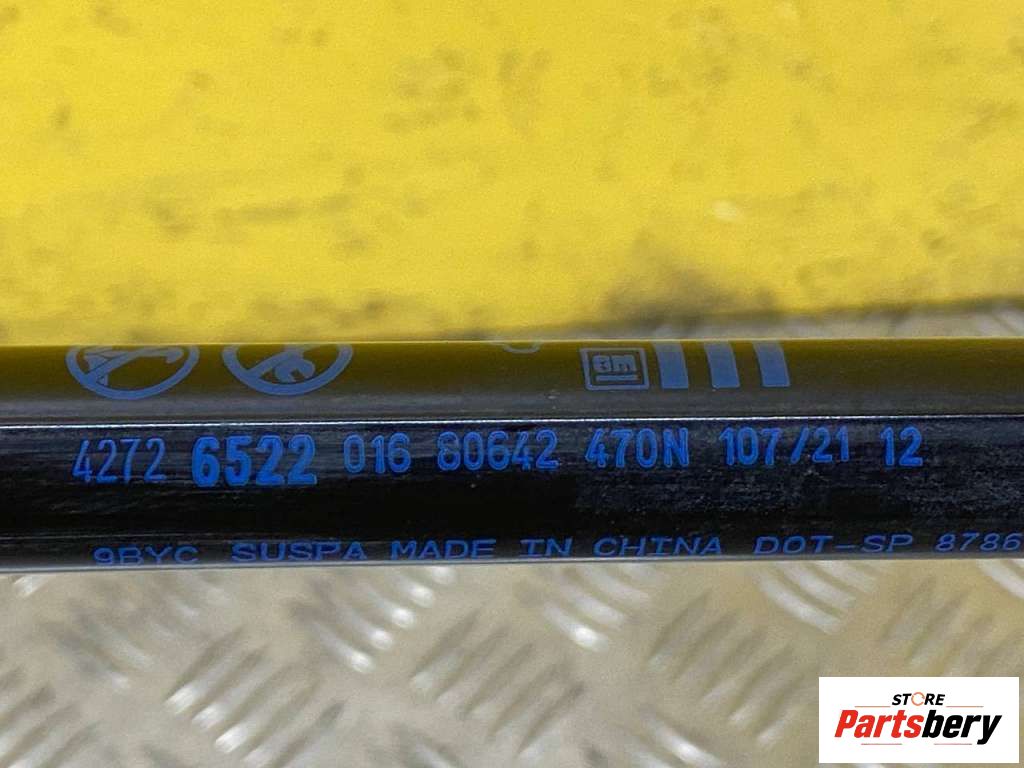 GM
4272 6522 016 80642 470N 107/21 12
9BYC SUSPA MADE IN CHINA DOT-SP 8786
STORE
Partsbery